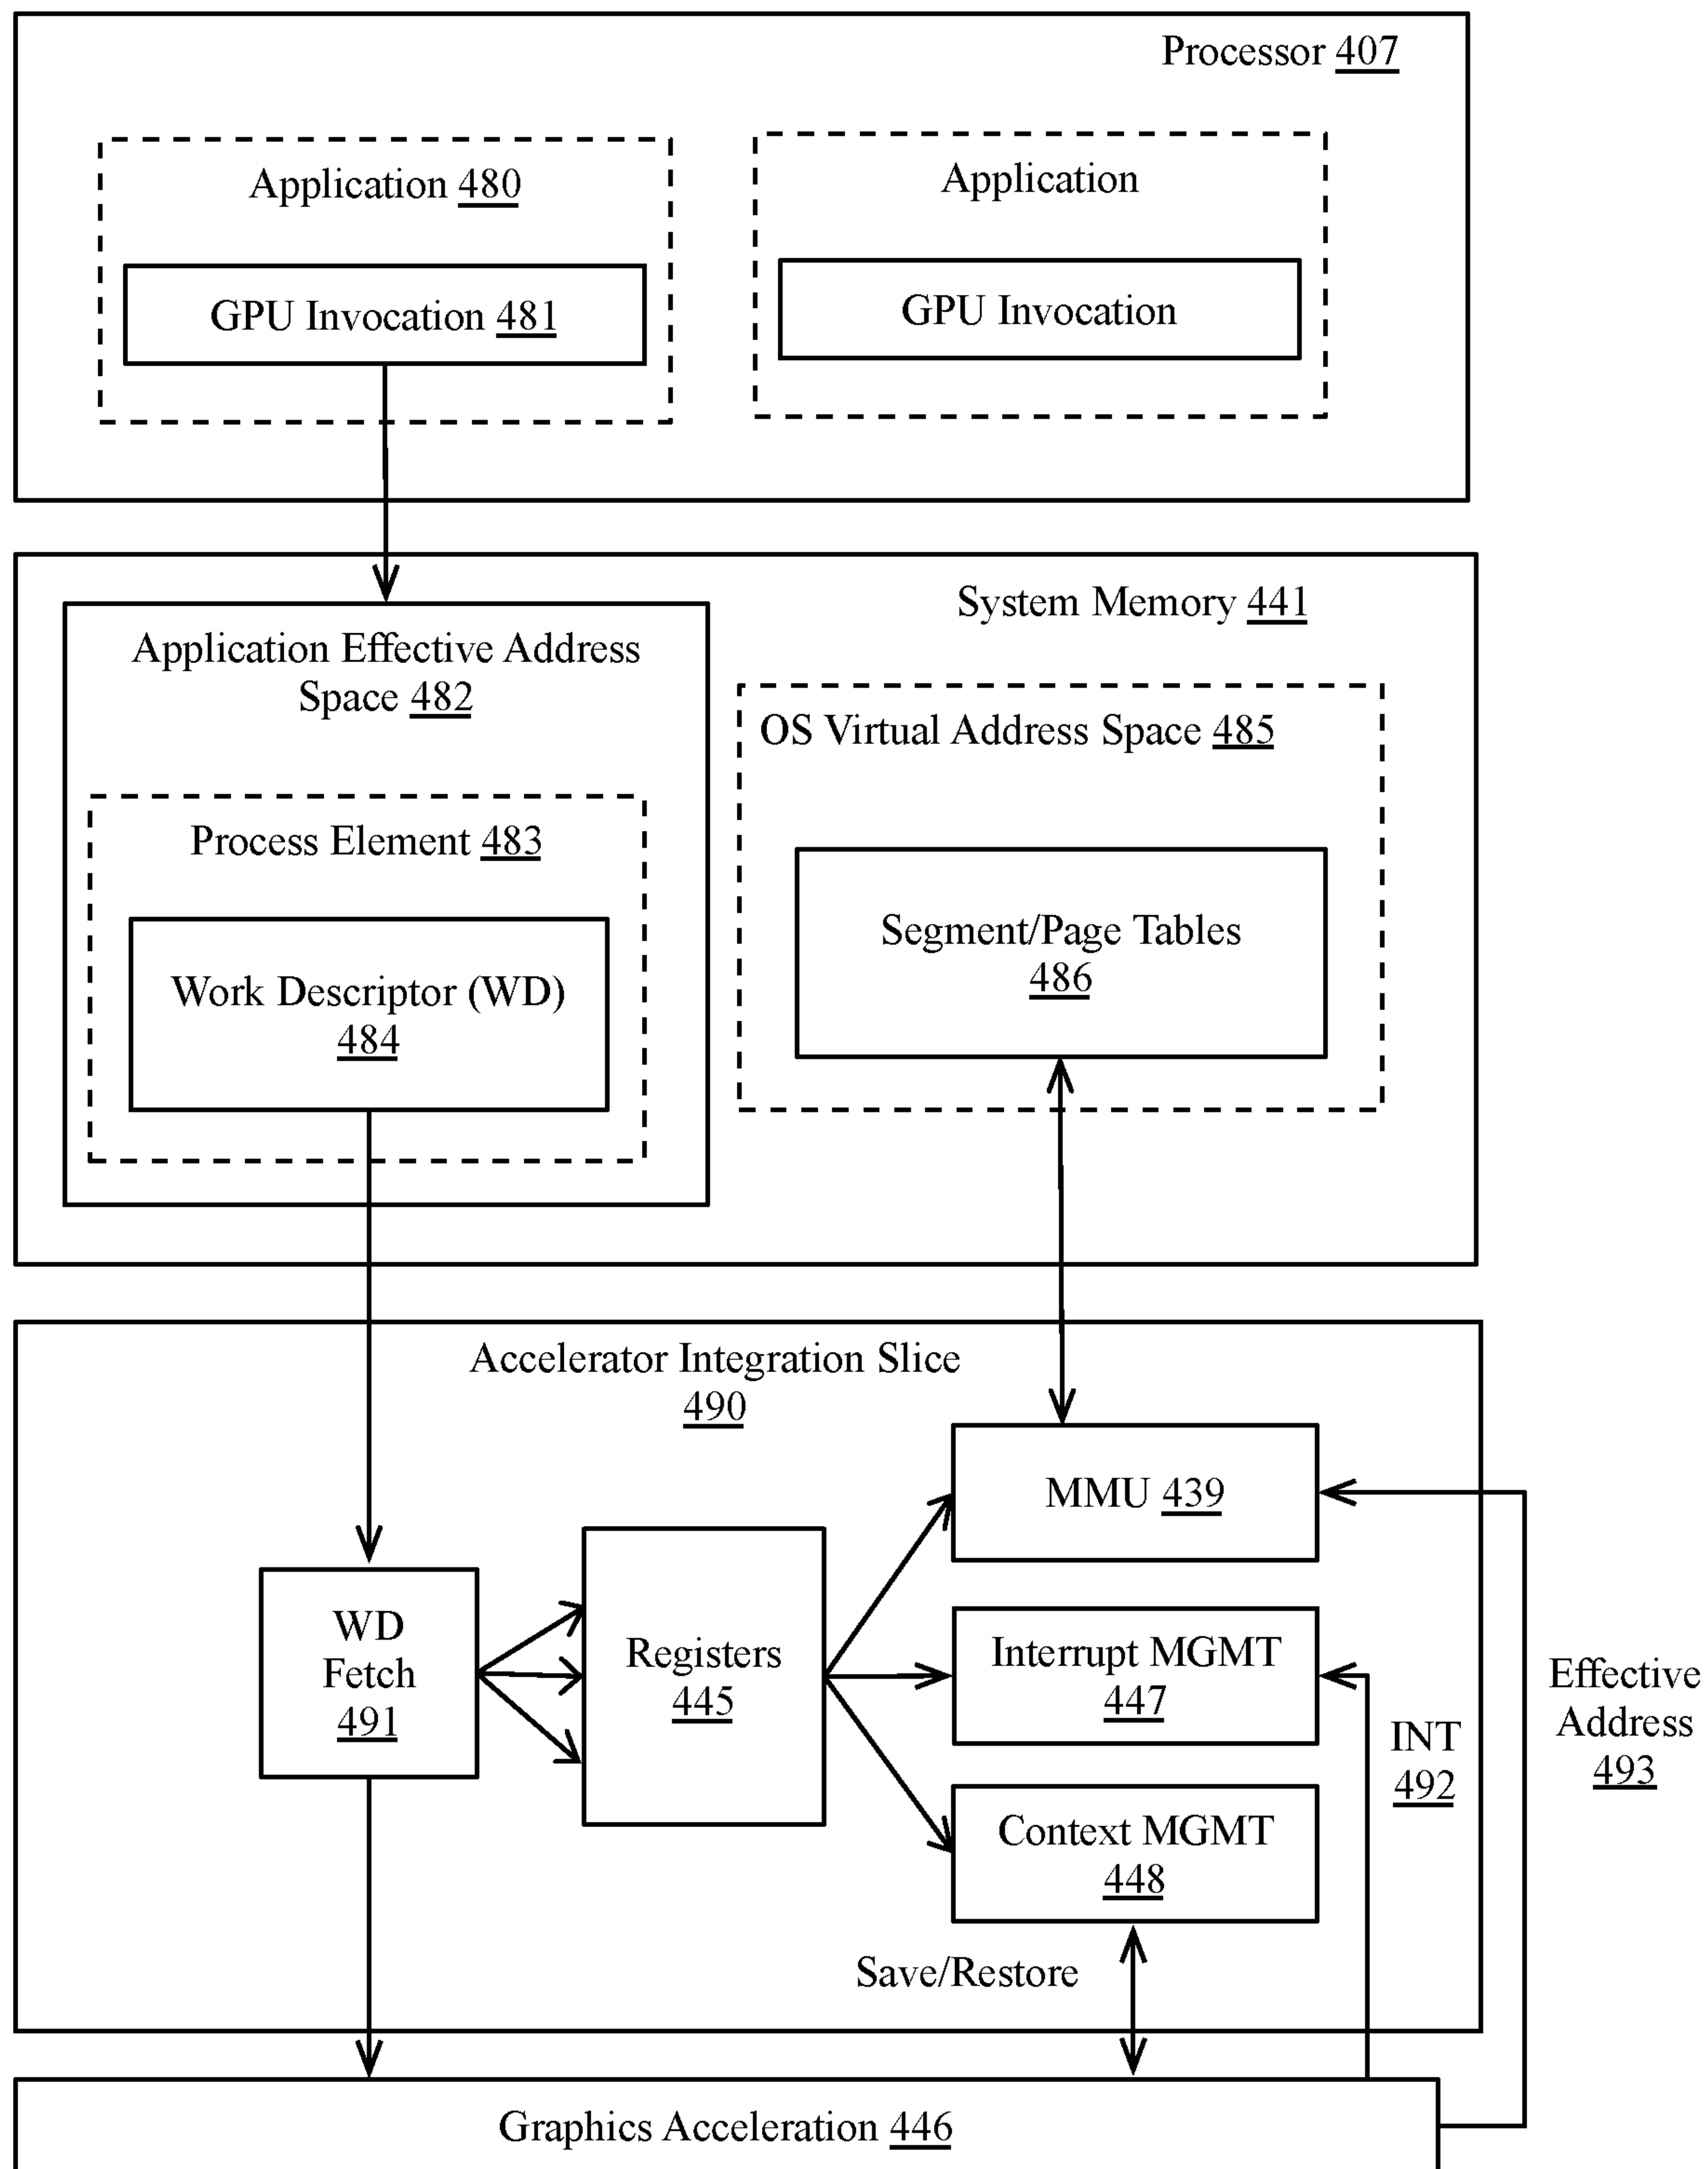 Processor 407
Application 480
Application
GPU Invocation 481
GPU Invocation
System Memory 441
Application Effective Address
Space 482
OS Virtual Address Space 485
Process Element 483
Segment/Page Tables
486
Work Descriptor (WD)
484
Accelerator Integration Slice
490
MMU 439
WD
Fetch
491
Registers
445
Interrupt MGMT
447
Effective
Address
493
INT
492
Context MGMT
448
Save/Restore
Graphics Acceleration 446